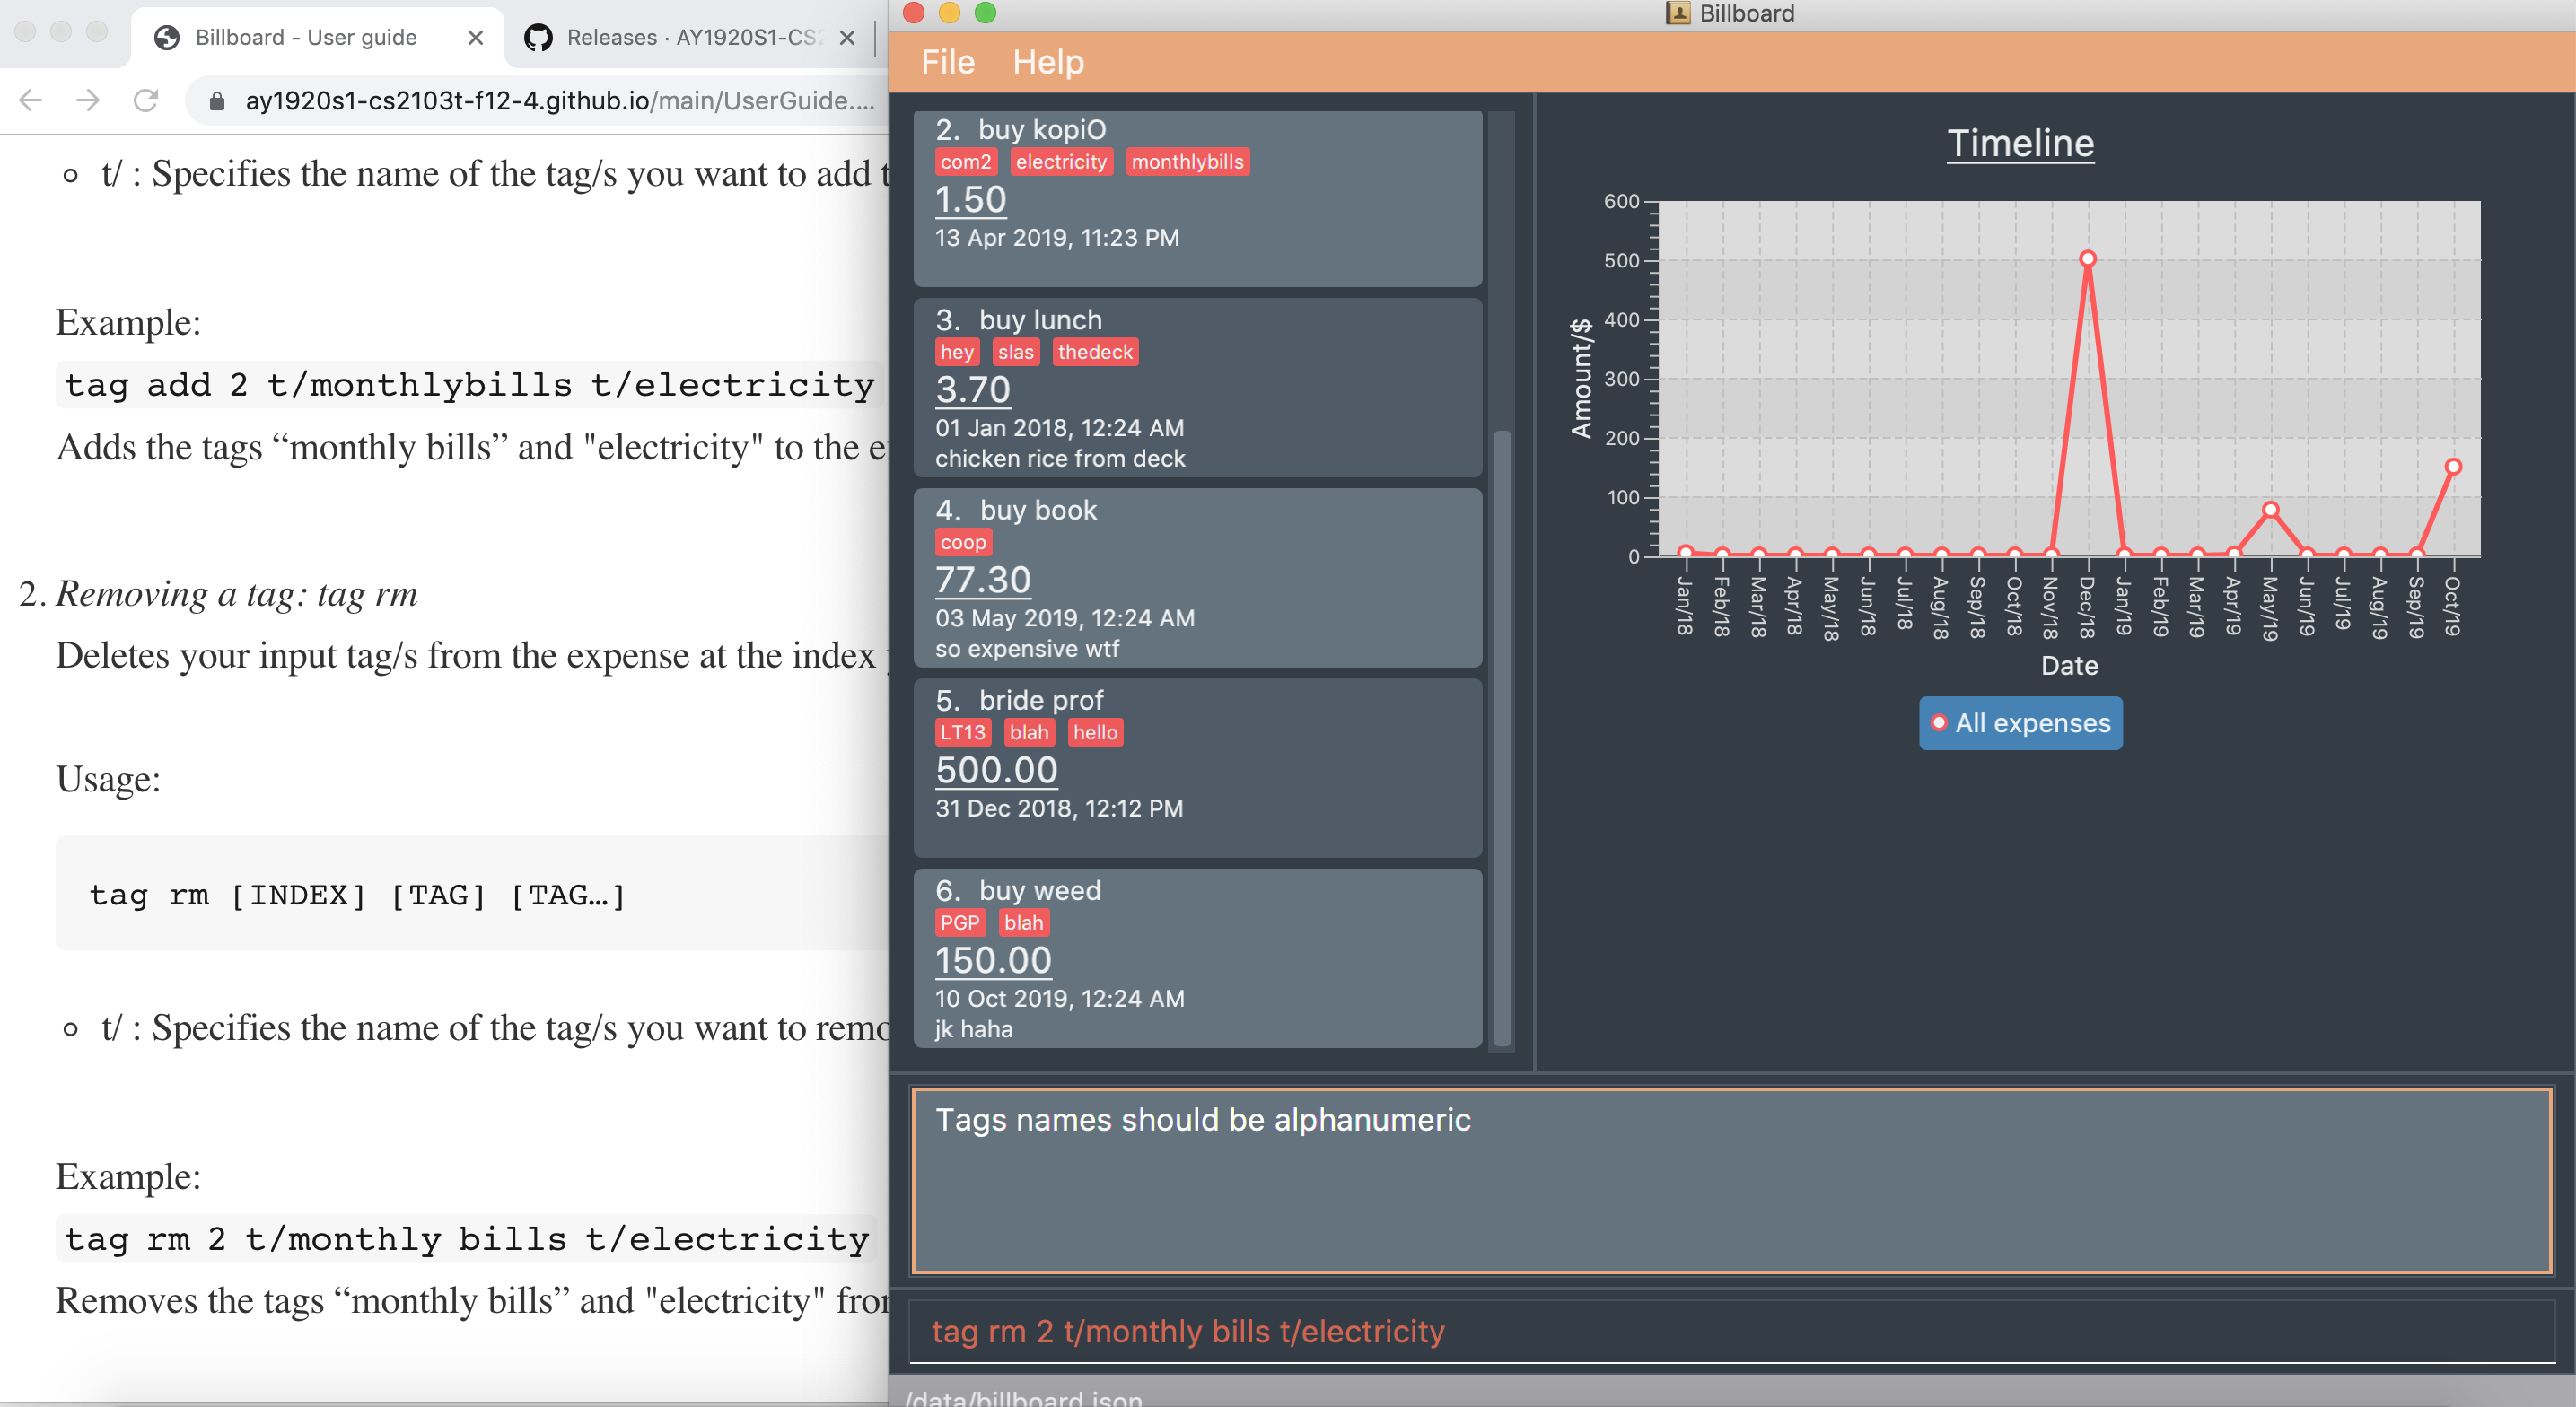 Billboard - User guide
Releases · AY1920S1-CS2
ay1920s1-cs2103t-f12-4.github.io/main/UserGuide....
t/ : Specifies the name of the tag/s you want to add
Example:
tag add 2 t/monthlybills t/electricity
Adds the tags “monthly bills” and "electricity" to the
2. Removing a tag: tag rm
Deletes your input tag/s from the expense at the index
Usage:
tag rm [INDEX] [TAG] [TAG…]
t/ : Specifies the name of the tag/s you want to remo
Example:
tag rm 2 t/monthly bills t/electricity
Removes the tags “monthly bills” and "electricity" from
Billboard
File Help
2. buy kopiO
com2 electricity monthlybills
1.50
13 Apr 2019, 11:23 PM
3. buy lunch
hey slas thedeck
3.70
01 Jan 2018, 12:24 AM
chicken rice from deck
4. buy book
coop
77.30
03 May 2019, 12:24 AM
so expensive wtf
5. bride prof
LT13 blah hello
500.00
31 Dec 2018, 12:12 PM
6. buy weed
PGP blah
150.00
10 Oct 2019, 12:24 AM
jk haha
Timeline
600
500
400
300
200
100
0
Amount/$
Jan/18 Feb/18 Mar/18 Apr/18 May/18 Jun/18 Jul/18 Aug/18 Sep/18 Oct/18 Nov/18 Dec/18 Jan/19 Feb/19 Mar/19 Apr/19 May/19 Jun/19 Jul/19 Aug/19 Sep/19 Oct/19
Date
All expenses
Tags names should be alphanumeric
tag rm 2 t/monthly bills t/electricity
/data/billboard.json